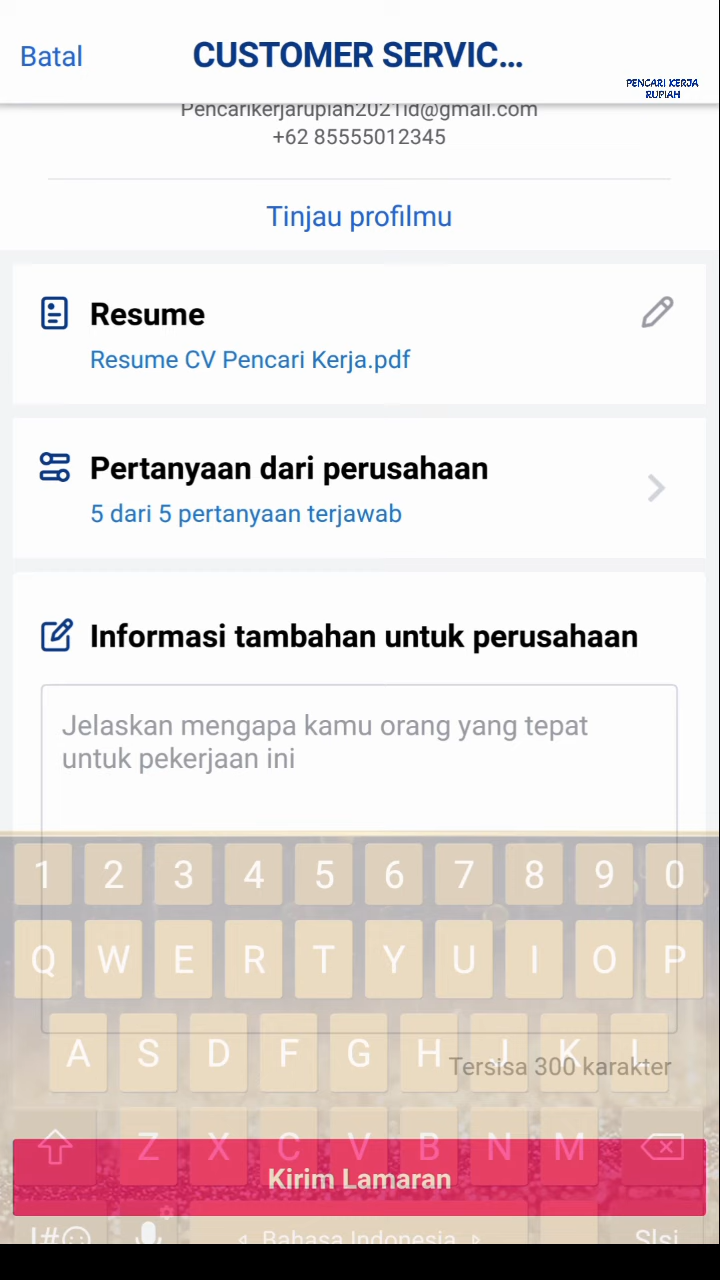 Batal
CUSTOMER SERVIC...
PENCARI KERJA
RUPIAH
Pencarikerjarupiah2021id@gmail.com
+62 85555012345
Tinjau profilmu
Resume
Resume CV Pencari Kerja.pdf
Pertanyaan dari perusahaan
5 dari 5 pertanyaan terjawab
Informasi tambahan untuk perusahaan
Jelaskan mengapa kamu orang yang tepat
untuk pekerjaan ini
1 2 3 4 5 6 7 8 9 0
Q W E R T Y U I O P
A S D F G H J K L
Tersisa 300 karakter
Z X C V B N M
Kirim Lamaran
!#☺ Bahasa Indonesia Slsi